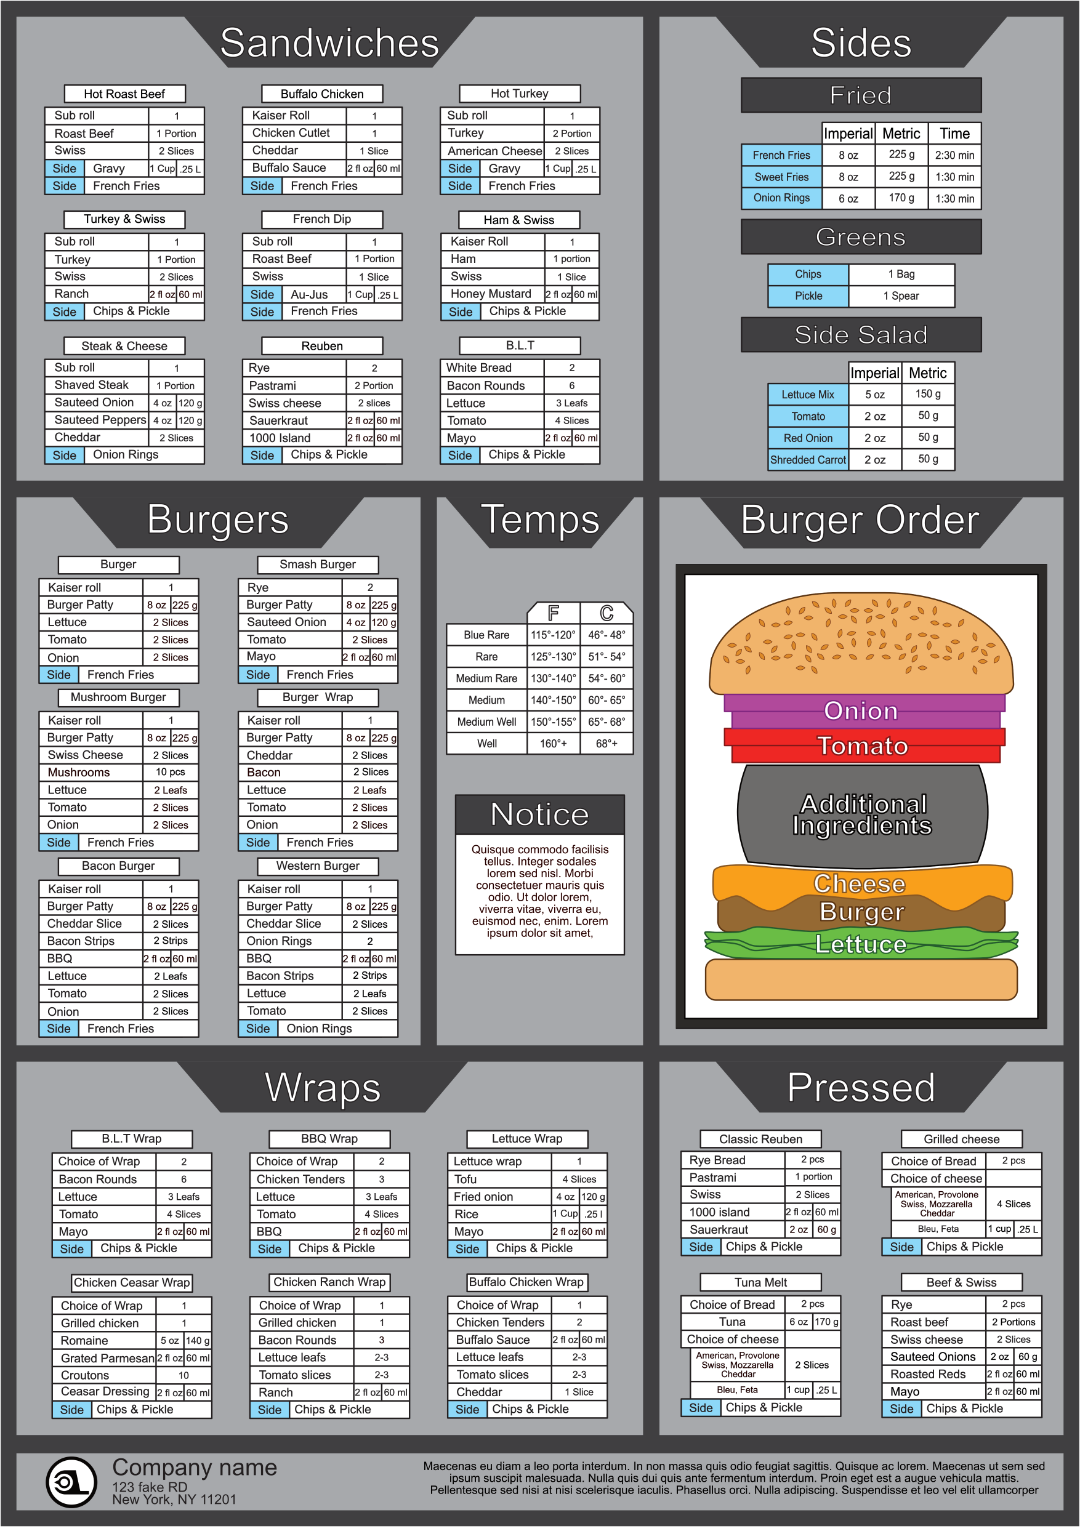 Sandwiches
Hot Roast Beef
Sub roll 1
Roast Beef 1 Portion
Swiss 2 Slices
Side Gravy 1 Cup .25 L
Side French Fries
Buffalo Chicken
Kaiser Roll 1
Chicken Cutlet 1
Cheddar 1 Slice
Buffalo Sauce 2 fl oz 60 ml
Side French Fries
Hot Turkey
Sub roll 1
Turkey 2 Portion
American Cheese 2 Slices
Side Gravy 1 Cup .25 L
Side French Fries
Turkey & Swiss
Sub roll 1
Turkey 1 Portion
Swiss 2 Slices
Ranch 2 fl oz 60 ml
Side Chips & Pickle
French Dip
Sub roll 1
Roast Beef 1 Portion
Swiss 1 Slice
Side Au-Jus 1 Cup .25 L
Side French Fries
Ham & Swiss
Kaiser Roll 1
Ham 1 portion
Swiss 1 Slice
Honey Mustard 2 fl oz 60 ml
Side Chips & Pickle
Steak & Cheese
Sub roll 1
Shaved Steak 1 Portion
Sauteed Onion 4 oz 120 g
Sauteed Peppers 4 oz 120 g
Cheddar 2 Slices
Side Onion Rings
Reuben
Rye 2
Pastrami 2 Portion
Swiss cheese 2 slices
Sauerkraut 2 fl oz 60 ml
1000 Island 2 fl oz 60 ml
Side Chips & Pickle
B.L.T
White Bread 2
Bacon Rounds 6
Lettuce 3 Leafs
Tomato 4 Slices
Mayo 2 fl oz 60 ml
Side Chips & Pickle
Sides
Fried
Imperial Metric Time
French Fries 8 oz 225 g 2:30 min
Sweet Fries 8 oz 225 g 1:30 min
Onion Rings 6 oz 170 g 1:30 min
Greens
Chips 1 Bag
Pickle 1 Spear
Side Salad
Imperial Metric
Lettuce Mix 5 oz 150 g
Tomato 2 oz 50 g
Red Onion 2 oz 50 g
Shredded Carrot 2 oz 50 g
Burgers
Burger
Kaiser roll 1
Burger Patty 8 oz 225 g
Lettuce 2 Slices
Tomato 2 Slices
Onion 2 Slices
Side French Fries
Smash Burger
Rye 2
Burger Patty 8 oz 225 g
Sauteed Onion 4 oz 120 g
Tomato 2 Slices
Mayo 2 fl oz 60 ml
Side French Fries
Mushroom Burger
Kaiser roll 1
Burger Patty 8 oz 225 g
Swiss Cheese 2 Slices
Mushrooms 10 pcs
Lettuce 2 Leafs
Tomato 2 Slices
Onion 2 Slices
Side French Fries
Burger Wrap
Kaiser roll 1
Burger Patty 8 oz 225 g
Cheddar 2 Slices
Bacon 2 Slices
Lettuce 2 Leafs
Tomato 2 Slices
Onion 2 Slices
Side French Fries
Bacon Burger
Kaiser roll 1
Burger Patty 8 oz 225 g
Cheddar Slice 2 Slices
Bacon Strips 2 Strips
BBQ 2 fl oz 60 ml
Lettuce 2 Leafs
Tomato 2 Slices
Onion 2 Slices
Side French Fries
Western Burger
Kaiser roll 1
Burger Patty 8 oz 225 g
Cheddar Slice 2 Slices
Onion Rings 2
BBQ 2 fl oz 60 ml
Bacon Strips 2 Strips
Lettuce 2 Leafs
Tomato 2 Slices
Side Onion Rings
Temps
F C
Blue Rare 115°-120° 46°- 48°
Rare 125°-130° 51°- 54°
Medium Rare 130°-140° 54°- 60°
Medium 140°-150° 60°- 65°
Medium Well 150°-155° 65°- 68°
Well 160°+ 68°+
Notice
Quisque commodo facilisis
tellus. Integer sodales
lorem sed nisl. Morbi
consectetuer mauris quis
odio. Ut dolor lorem,
viverra vitae, viverra eu,
euismod nec, enim. Lorem
ipsum dolor sit amet,
Burger Order
Onion
Tomato
Additional
Ingredients
Cheese
Burger
Lettuce
Wraps
B.L.T Wrap
Choice of Wrap 2
Bacon Rounds 6
Lettuce 3 Leafs
Tomato 4 Slices
Mayo 2 fl oz 60 ml
Side Chips & Pickle
BBQ Wrap
Choice of Wrap 2
Chicken Tenders 3
Lettuce 3 Leafs
Tomato 4 Slices
BBQ 2 fl oz 60 ml
Side Chips & Pickle
Lettuce Wrap
Lettuce wrap 1
Tofu 4 Slices
Fried onion 4 oz 120 g
Rice 1 Cup .25 l
Mayo 2 fl oz 60 ml
Side Chips & Pickle
Chicken Ceasar Wrap
Choice of Wrap 1
Grilled chicken 1
Romaine 5 oz 140 g
Grated Parmesan 2 fl oz 60 ml
Croutons 10
Ceasar Dressing 2 fl oz 60 ml
Side Chips & Pickle
Chicken Ranch Wrap
Choice of Wrap 1
Grilled chicken 1
Bacon Rounds 3
Lettuce leafs 2-3
Tomato slices 2-3
Ranch 2 fl oz 60 ml
Side Chips & Pickle
Buffalo Chicken Wrap
Choice of Wrap 1
Chicken Tenders 2
Buffalo Sauce 2 fl oz 60 ml
Lettuce leafs 2-3
Tomato slices 2-3
Cheddar 1 Slice
Side Chips & Pickle
Pressed
Classic Reuben
Rye Bread 2 pcs
Pastrami 1 portion
Swiss 2 Slices
1000 island 2 fl oz 60 ml
Sauerkraut 2 oz 60 g
Side Chips & Pickle
Grilled cheese
Choice of Bread 2 pcs
Choice of cheese
American, Provolone
Swiss, Mozzarella 4 Slices
Cheddar
Bleu, Feta 1 cup .25 L
Side Chips & Pickle
Tuna Melt
Choice of Bread 2 pcs
Tuna 6 oz 170 g
Choice of cheese
American, Provolone
Swiss, Mozzarella 2 Slices
Cheddar
Bleu, Feta 1 cup .25 L
Side Chips & Pickle
Beef & Swiss
Rye 2 pcs
Roast beef 2 Portions
Swiss cheese 2 Slices
Sauteed Onions 2 oz 60 g
Roasted Reds 2 fl oz 60 ml
Mayo 2 fl oz 60 ml
Side Chips & Pickle
Company name
123 fake RD
New York, NY 11201
Maecenas eu diam a leo porta interdum. In non massa quis odio feugiat sagittis. Quisque ac lorem. Maecenas ut sem sed
ipsum suscipit malesuada. Nulla quis dui quis ante fermentum interdum. Proin eget est a augue vehicula mattis.
Pellentesque sed nisi at nisi scelerisque iaculis. Phasellus orci. Nulla adipiscing. Suspendisse et leo vel elit ullamcorper